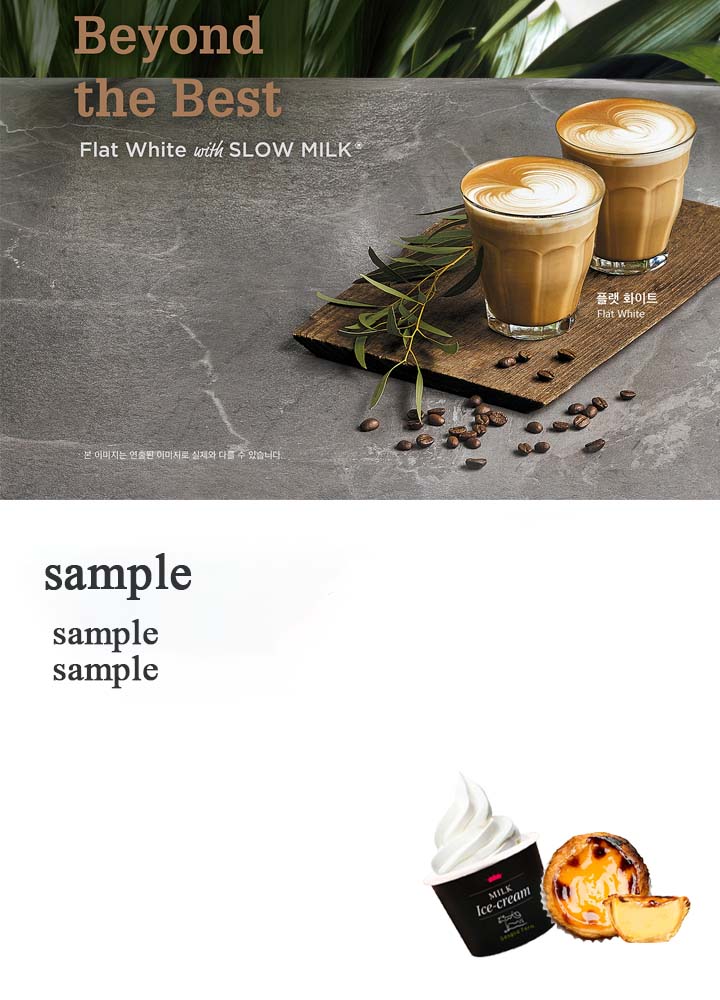 Beyond
the Best
Flat White with SLOW MILK®
플랫 화이트
Flat White
본 이미지는 연출된 이미지로 실제와 다를 수 있습니다.
sample
sample
sample
MILK
Ice-cream